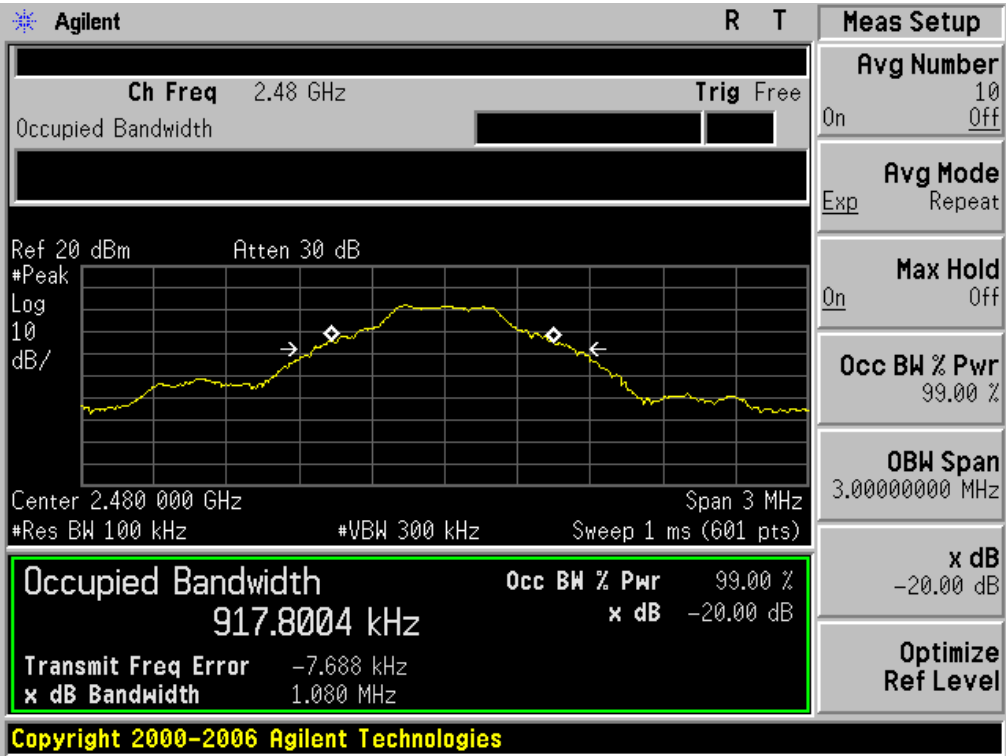 Agilent R T
Ch Freq 2.48 GHz Trig Free
Occupied Bandwidth
Ref 20 dBm Atten 30 dB
#Peak
Log
10
dB/
Center 2.480 000 GHz Span 3 MHz
#Res BW 100 kHz #VBW 300 kHz Sweep 1 ms (601 pts)
Occupied Bandwidth Occ BW % Pwr 99.00 %
917.8004 kHz x dB -20.00 dB
Transmit Freq Error -7.688 kHz
x dB Bandwidth 1.080 MHz
Copyright 2000-2006 Agilent Technologies
Meas Setup
Avg Number
10
On Off
Avg Mode
Exp Repeat
Max Hold
On Off
Occ BW % Pwr
99.00 %
OBW Span
3.00000000 MHz
x dB
-20.00 dB
Optimize
Ref Level